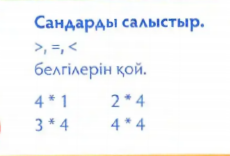 Сандарды салыстыр.
>, =, <
белгілерін қой.
4 * 1 2 * 4
3 * 4 4 * 4